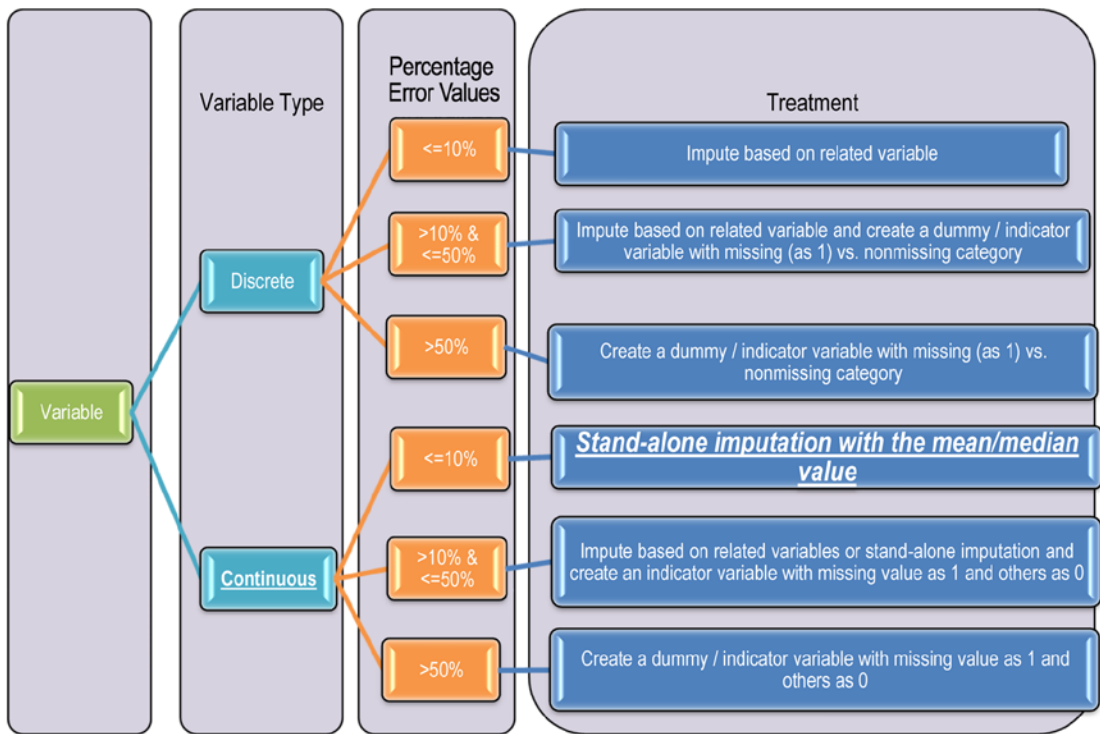 Variable Type
Percentage
Error Values
Treatment
<=10%
Impute based on related variable
>10% &
<=50%
Impute based on related variable and create a dummy / indicator
variable with missing (as 1) vs. nonmissing category
Discrete
>50%
Create a dummy / indicator variable with missing (as 1) vs.
nonmissing category
Variable
<=10%
Stand-alone imputation with the mean/median
value
>10% &
<=50%
Impute based on related variables or stand-alone imputation and
create an indicator variable with missing value as 1 and others as 0
Continuous
>50%
Create a dummy / indicator variable with missing value as 1 and
others as 0